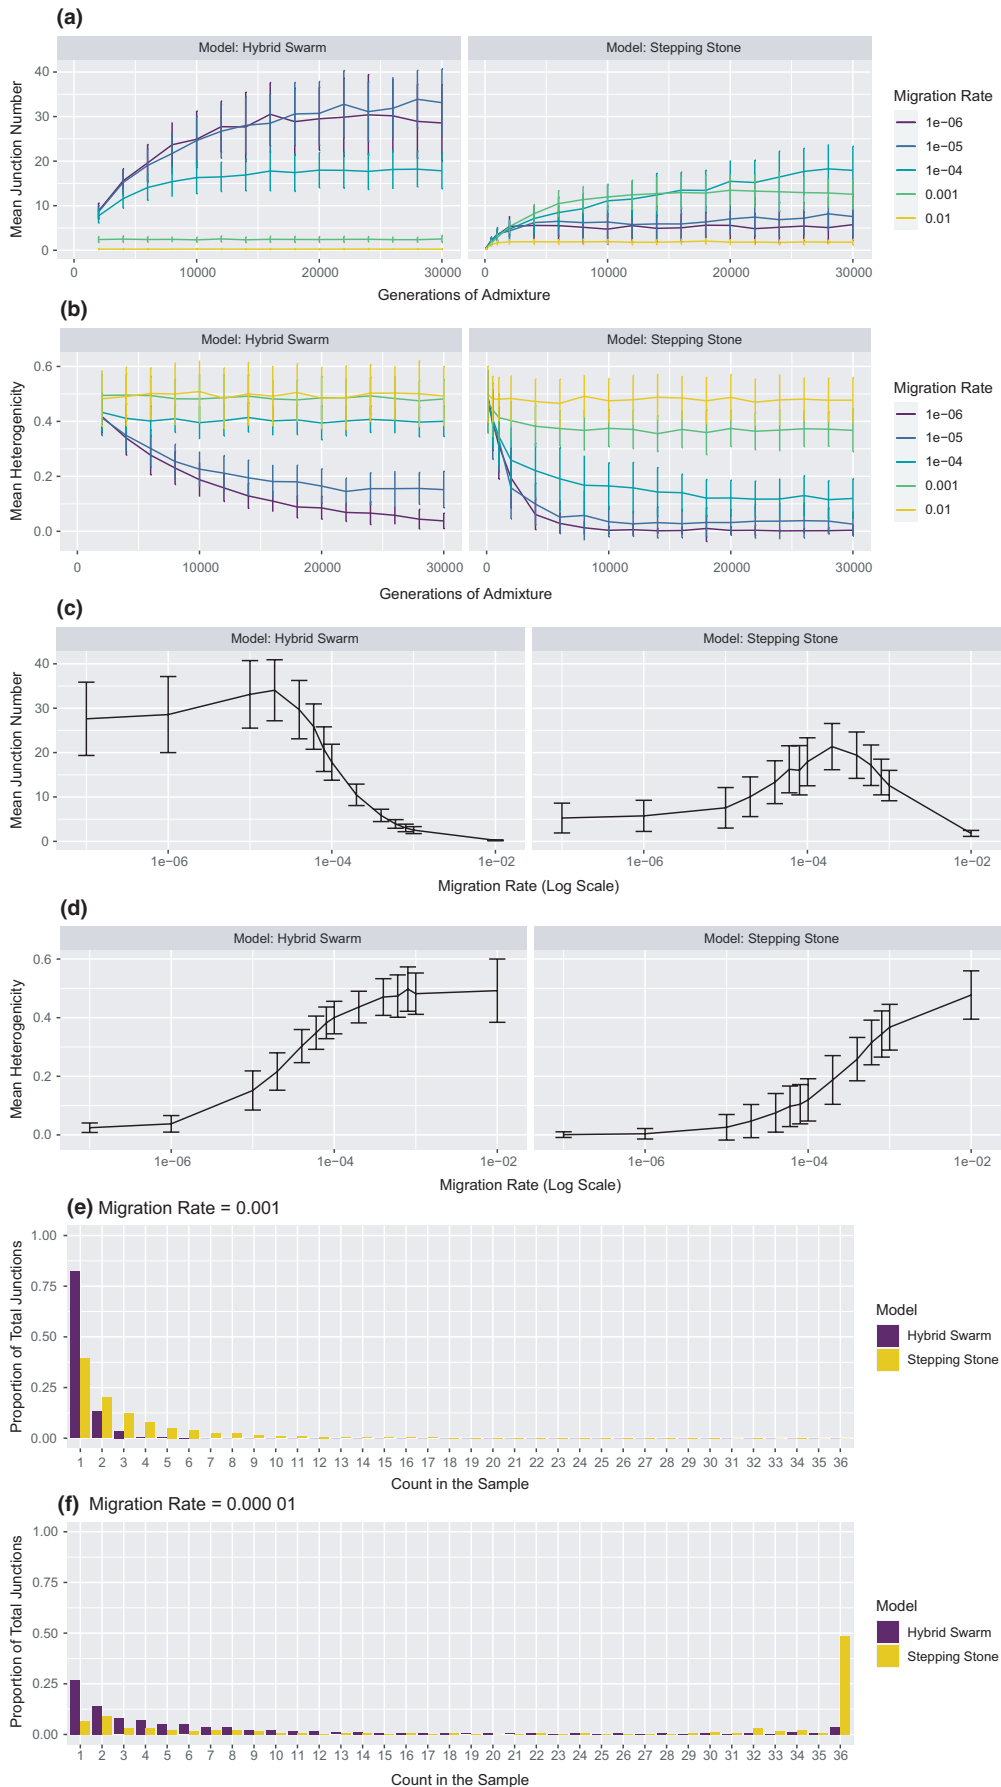 (a)
Model: Hybrid Swarm
Model: Stepping Stone
Mean Junction Number
40
30
20
10
0
0 10000 20000 30000
0 10000 20000 30000
Generations of Admixture
Migration Rate
1e−06
1e−05
1e−04
0.001
0.01
(b)
Model: Hybrid Swarm
Model: Stepping Stone
Mean Heterogenicity
0.6
0.4
0.2
0.0
0 10000 20000 30000
0 10000 20000 30000
Generations of Admixture
Migration Rate
1e−06
1e−05
1e−04
0.001
0.01
(c)
Model: Hybrid Swarm
Model: Stepping Stone
Mean Junction Number
40
30
20
10
0
1e−06 1e−04 1e−02
1e−06 1e−04 1e−02
Migration Rate (Log Scale)
(d)
Model: Hybrid Swarm
Model: Stepping Stone
Mean Heterogenicity
0.6
0.4
0.2
0.0
1e−06 1e−04 1e−02
1e−06 1e−04 1e−02
Migration Rate (Log Scale)
(e) Migration Rate = 0.001
Proportion of Total Junctions
1.00
0.75
0.50
0.25
0.00
1 2 3 4 5 6 7 8 9 10 11 12 13 14 15 16 17 18 19 20 21 22 23 24 25 26 27 28 29 30 31 32 33 34 35 36
Count in the Sample
Model
Hybrid Swarm
Stepping Stone
(f) Migration Rate = 0.000 01
Proportion of Total Junctions
1.00
0.75
0.50
0.25
0.00
1 2 3 4 5 6 7 8 9 10 11 12 13 14 15 16 17 18 19 20 21 22 23 24 25 26 27 28 29 30 31 32 33 34 35 36
Count in the Sample
Model
Hybrid Swarm
Stepping Stone